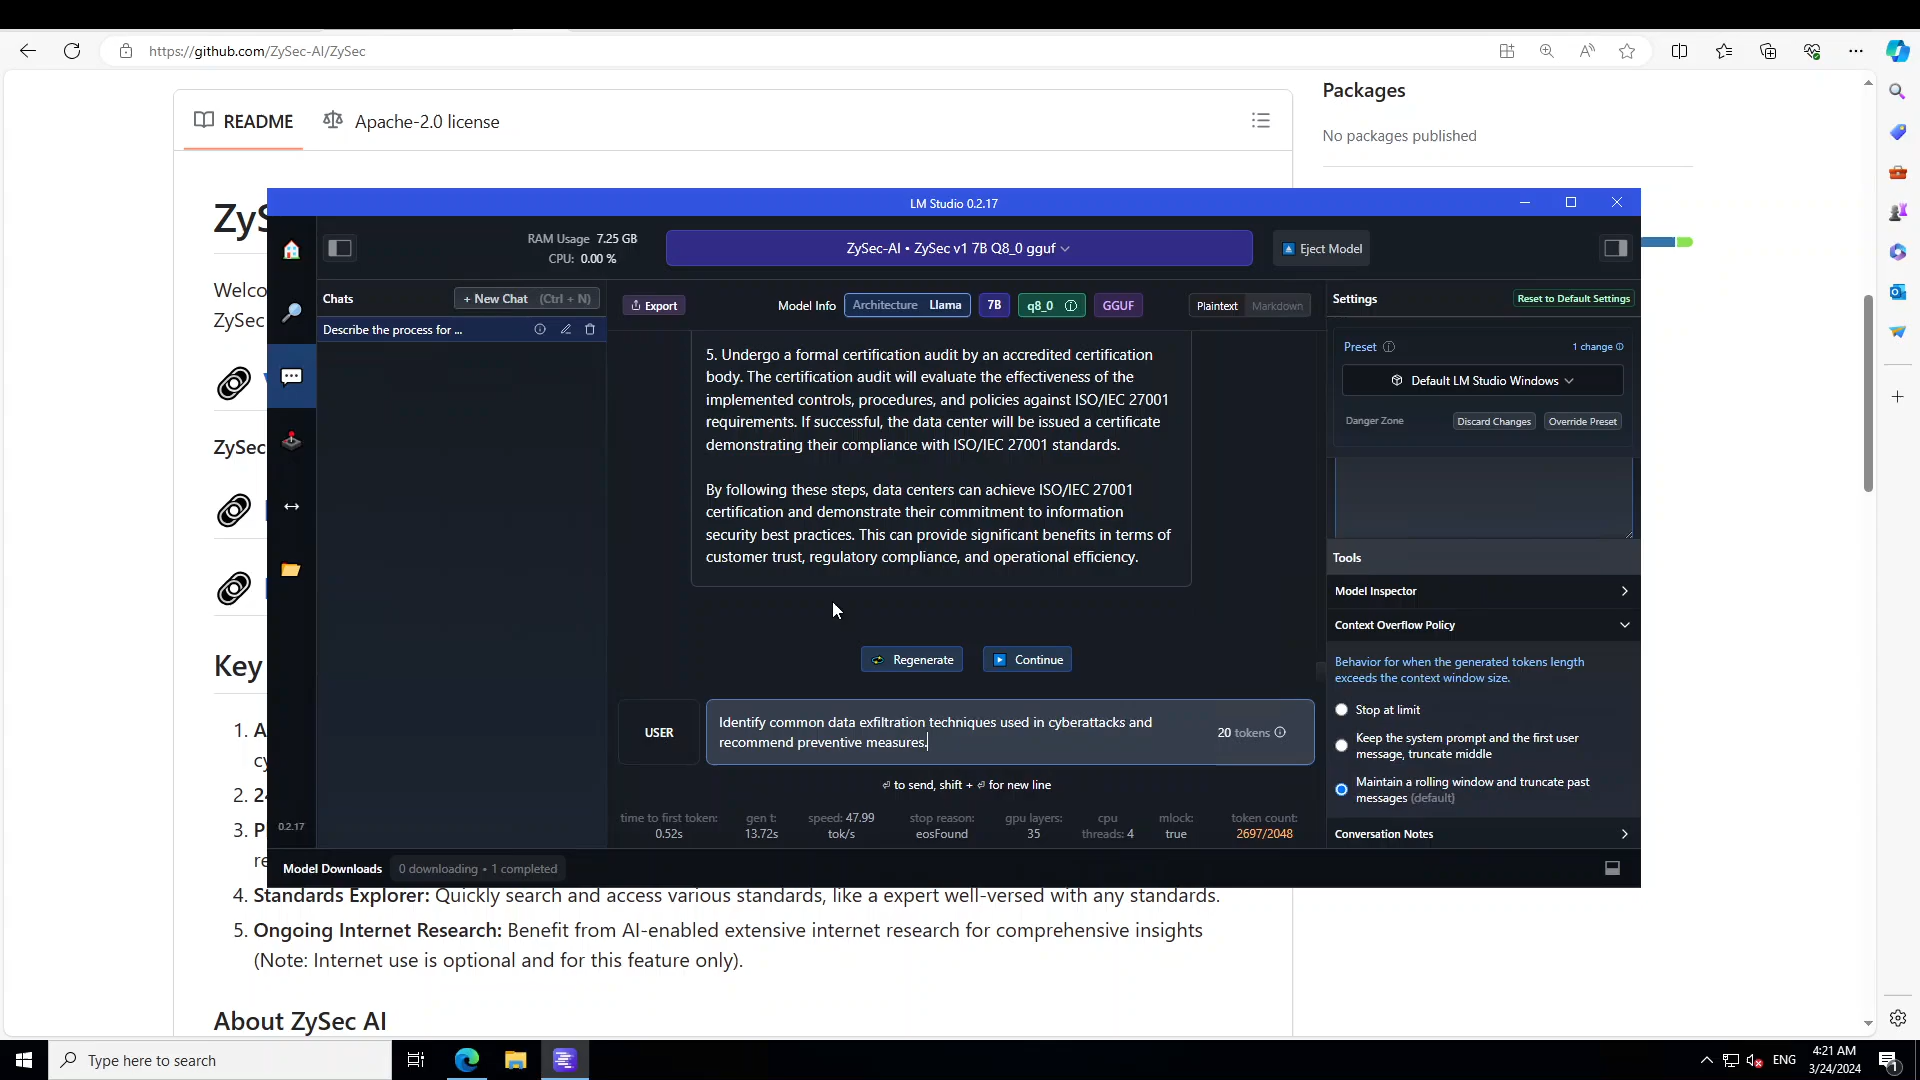 https://github.com/ZySec-AI/ZySec
README
Apache-2.0 license
Packages
No packages published
ZyS
Welco
ZySec
ZySec
Key
1. A
cy
2. 24
3. P
re
4. Standards Explorer: Quickly search and access various standards, like a expert well-versed with any standards.
5. Ongoing Internet Research: Benefit from AI-enabled extensive internet research for comprehensive insights
(Note: Internet use is optional and for this feature only).
About ZySec AI
LM Studio 0.2.17
RAM Usage 7.25 GB
CPU: 0.00 %
ZySec-AI • ZySec v1 7B Q8_0 gguf
Eject Model
Chats
+ New Chat (Ctrl + N)
Describe the process for ...
0.2.17
Export
Model Info
Architecture Llama
7B
q8_0
GGUF
Plaintext Markdown
5. Undergo a formal certification audit by an accredited certification
body. The certification audit will evaluate the effectiveness of the
implemented controls, procedures, and policies against ISO/IEC 27001
requirements. If successful, the data center will be issued a certificate
demonstrating their compliance with ISO/IEC 27001 standards.
By following these steps, data centers can achieve ISO/IEC 27001
certification and demonstrate their commitment to information
security best practices. This can provide significant benefits in terms of
customer trust, regulatory compliance, and operational efficiency.
Regenerate
Continue
USER
Identify common data exfiltration techniques used in cyberattacks and
recommend preventive measures.
20 tokens
⏎ to send, shift + ⏎ for new line
time to first token: 0.52s
gen t: 13.72s
speed: 47.99 tok/s
stop reason: eosFound
gpu layers: 35
cpu threads: 4
mlock: true
token count: 2697/2048
Settings
Reset to Default Settings
Preset
1 change
Default LM Studio Windows
Danger Zone
Discard Changes
Override Preset
Tools
Model Inspector
Context Overflow Policy
Behavior for when the generated tokens length
exceeds the context window size.
Stop at limit
Keep the system prompt and the first user
message, truncate middle
Maintain a rolling window and truncate past
messages (default)
Conversation Notes
Model Downloads
0 downloading • 1 completed
Type here to search
ENG
4:21 AM
3/24/2024
1